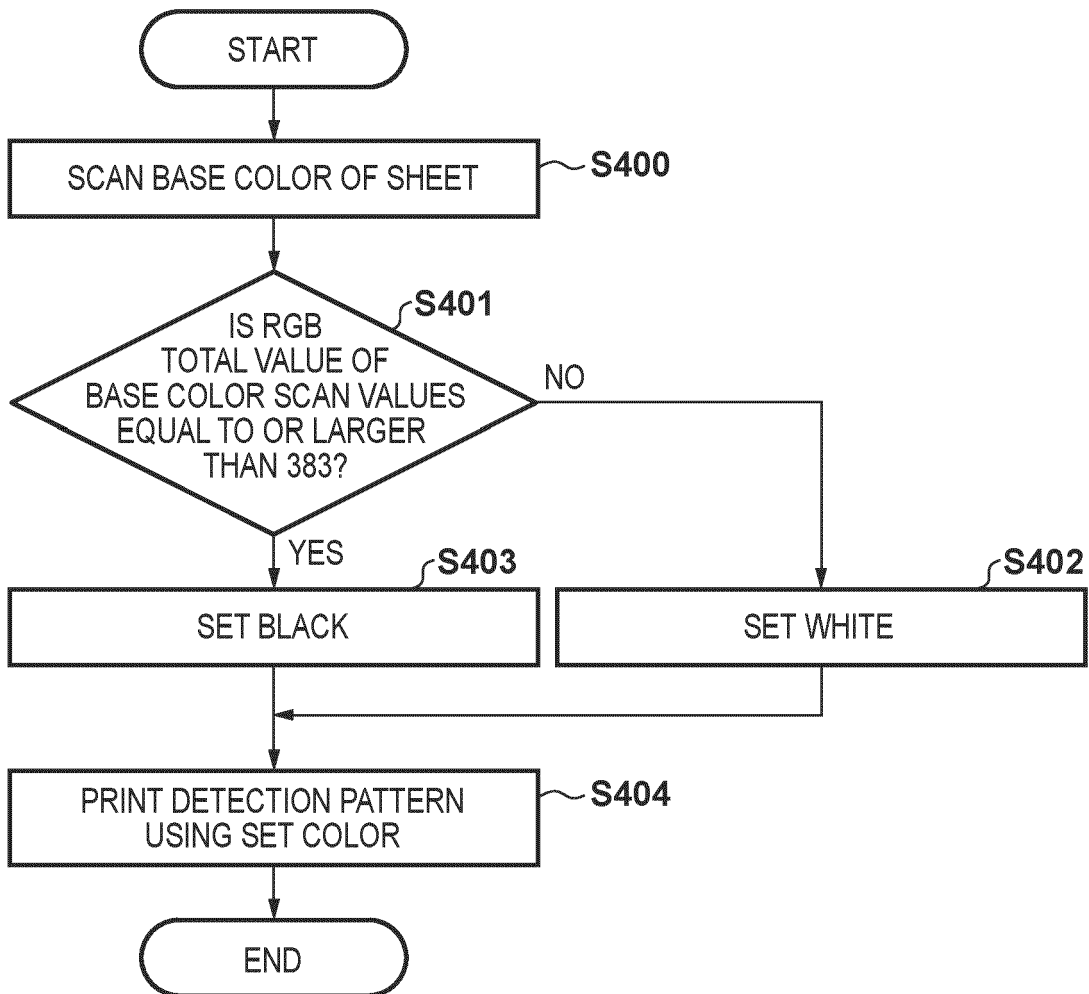 START
SCAN BASE COLOR OF SHEET
S400
S401
IS RGB
TOTAL VALUE OF
BASE COLOR SCAN VALUES
EQUAL TO OR LARGER
THAN 383?
NO
YES
S403
SET BLACK
S402
SET WHITE
PRINT DETECTION PATTERN
USING SET COLOR
S404
END